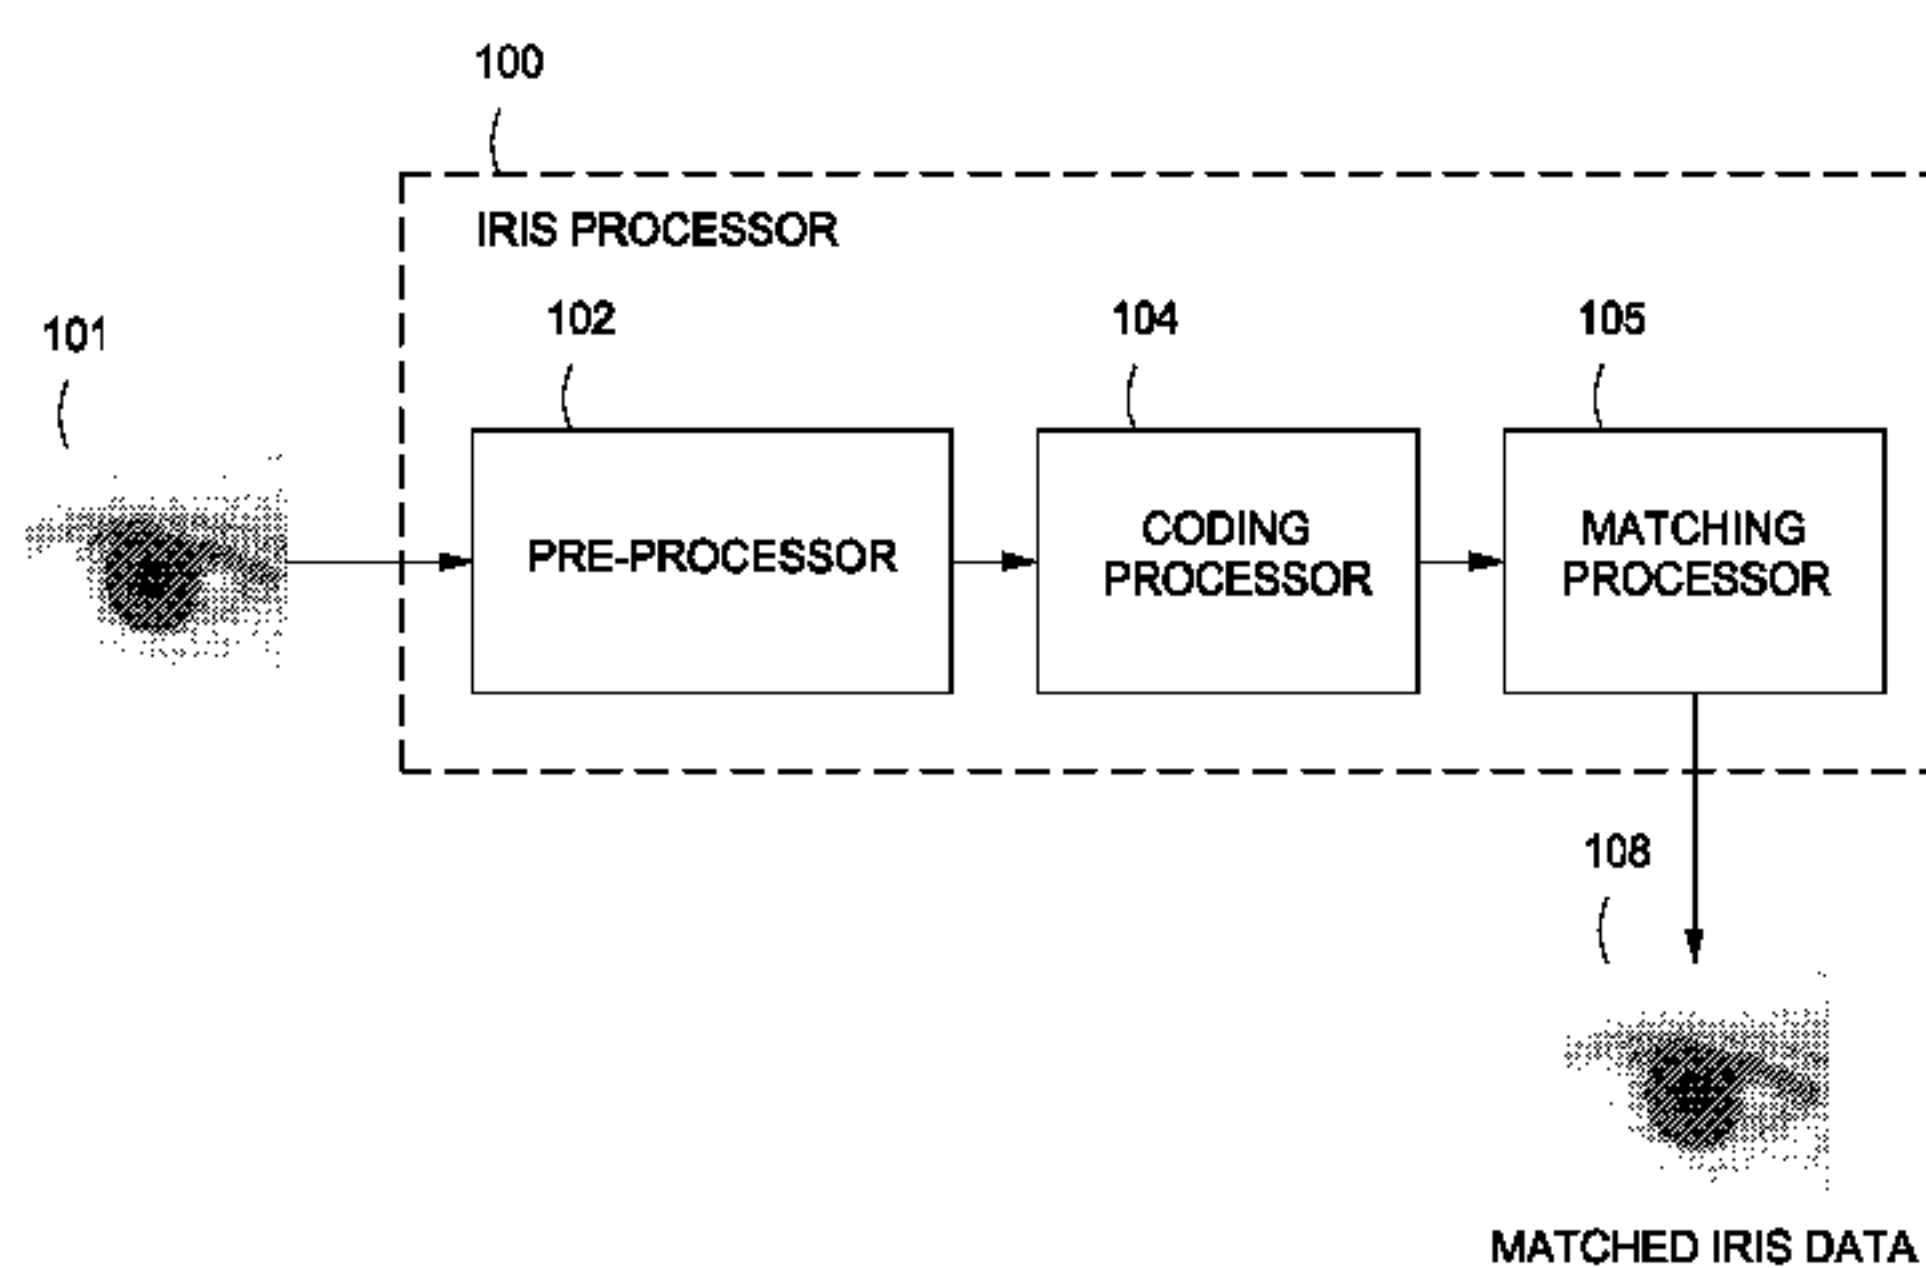 100
IRIS PROCESSOR
101
102
104
105
PRE-PROCESSOR
CODING
PROCESSOR
MATCHING
PROCESSOR
108
MATCHED IRIS DATA